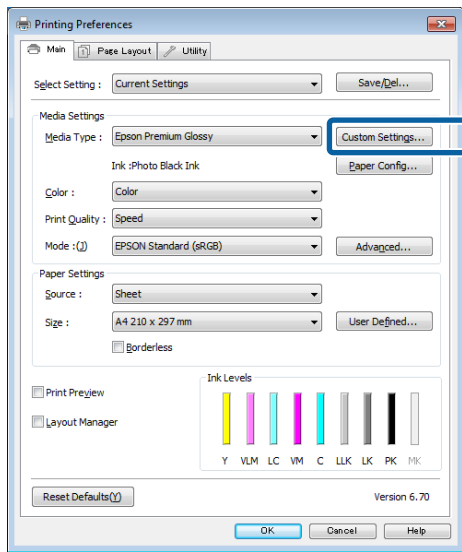 Printing Preferences
Main Page Layout Utility
Select Setting : Current Settings Save/Del...
Media Settings
Media Type : Epson Premium Glossy Custom Settings...
Ink :Photo Black Ink Paper Config...
Color : Color
Print Quality : Speed
Mode :(J) EPSON Standard (sRGB) Advanced...
Paper Settings
Source : Sheet
Size : A4 210 x 297 mm User Defined...
Borderless
Ink Levels
Print Preview
Layout Manager
Y VLM LC VM C LLK LK PK MK
Reset Defaults(Y) Version 6.70
OK Cancel Help